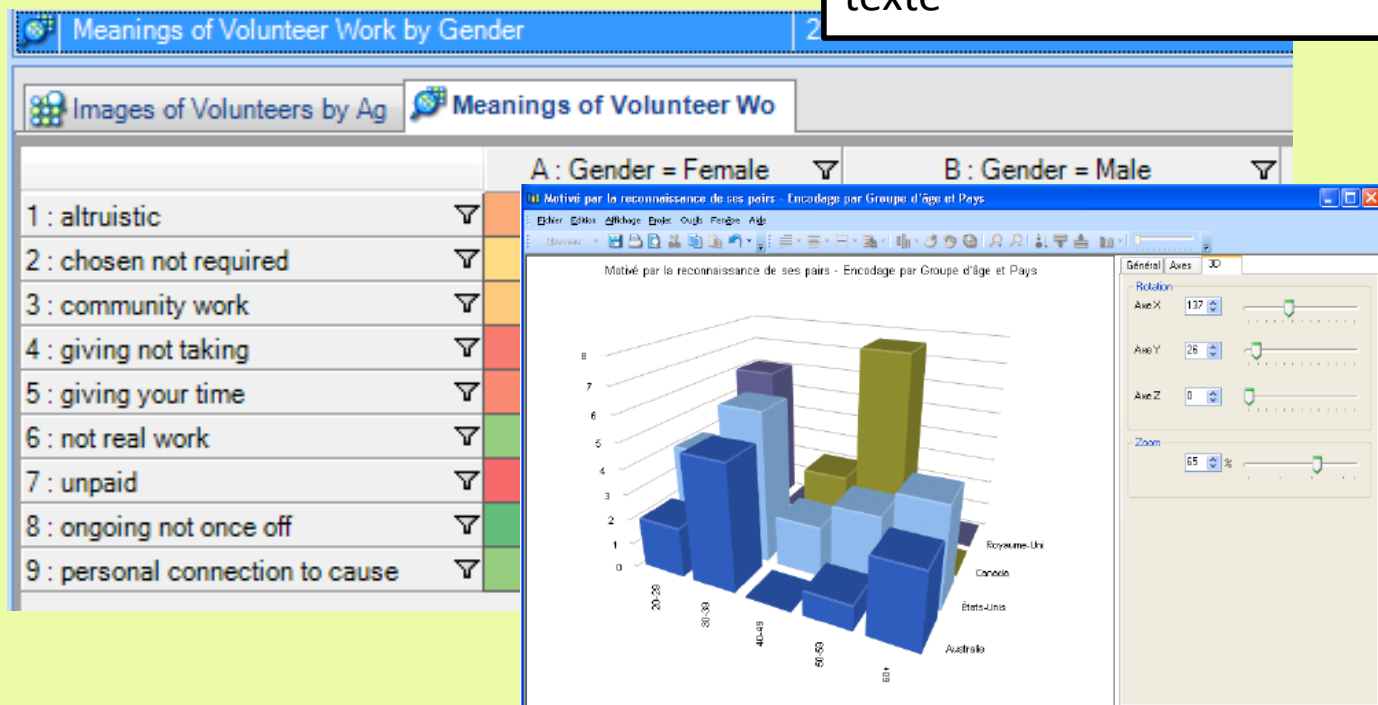 texte
Meanings of Volunteer Work by Gender 2
Images of Volunteers by Ag Meanings of Volunteer Wo
A : Gender = Female B : Gender = Male
1 : altruistic
2 : chosen not required
3 : community work
4 : giving not taking
5 : giving your time
6 : not real work
7 : unpaid
8 : ongoing not once off
9 : personal connection to cause
Motivé par la reconnaissance de ses pairs - Encodage par Groupe d'âge et Pays
Fichier Edition Affichage Projet Outils Fenêtre Aide
Nouveau
Motivé par la reconnaissance de ses pairs - Encodage par Groupe d'âge et Pays
8
7
6
5
4
3
2
1
0
20-29
30-39
40-49
50-59
60+
Royaume-Uni
Canada
États-Unis
Australie
Général Axes 3D
Rotation
Axe X 137
Axe Y 26
Axe Z 0
Zoom
65 %